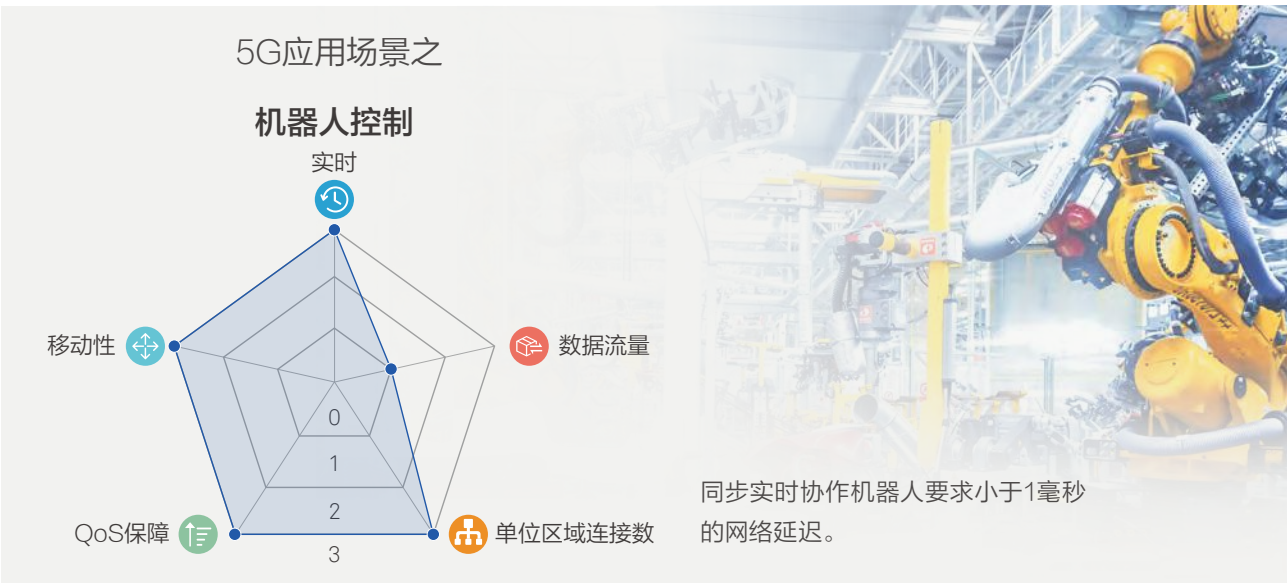 5G应用场景之
机器人控制
实时
移动性
数据流量
0
1
2
3
QoS保障
单位区域连接数
同步实时协作机器人要求小于1毫秒
的网络延迟。